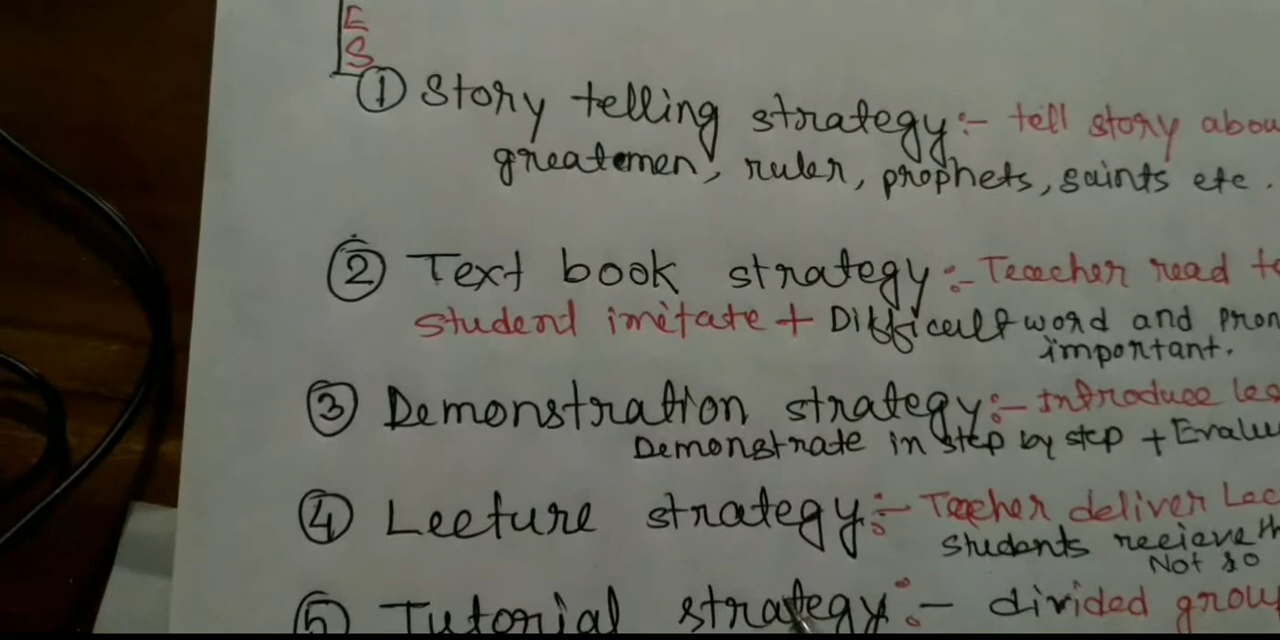 E
S
① Story telling strategy:- tell story abou
greatemen, ruler, prophets, saints etc.
② Text book strategy:- Teacher read to
student imitate + Difficult word and pron
important.
③ Demonstration strategy:- introduce les
Demonstrate in step by step + Evalu
④ Lecture strategy:- Teacher deliver Lec
students recieve th
Not so
⑤ Tutorial strategy:- divided grou